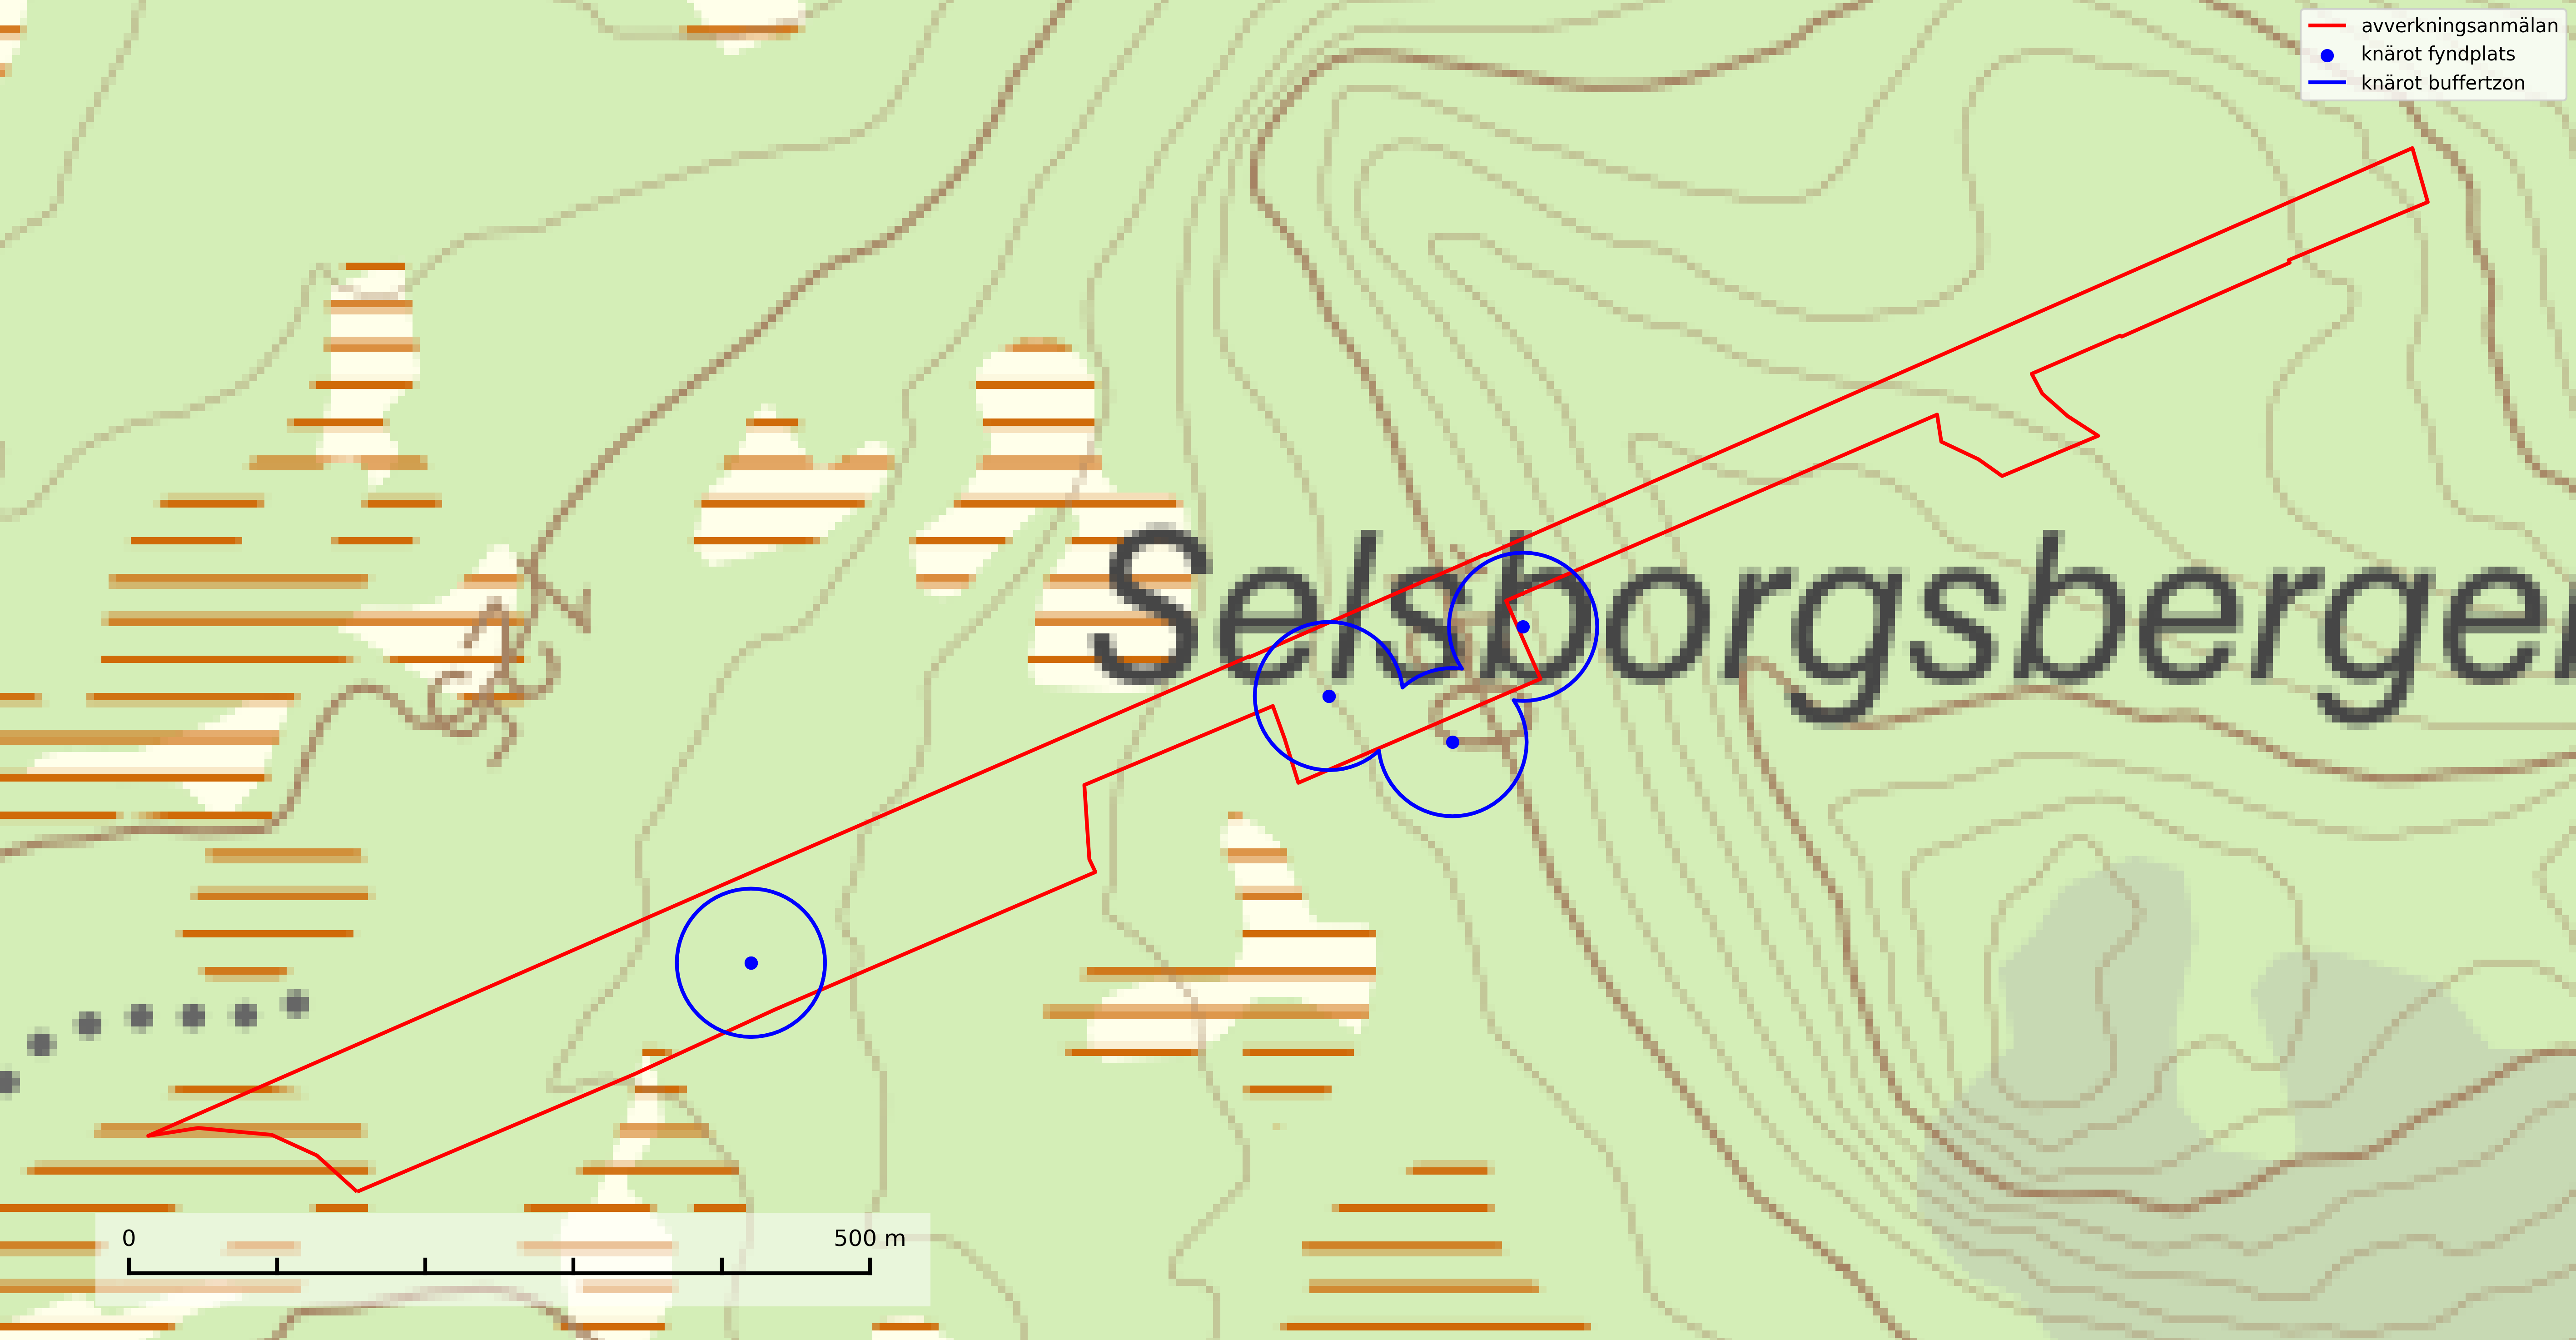 avverkningsanmälan
knärot fyndplats
knärot buffertzon
Selsborgsberge
0 500 m